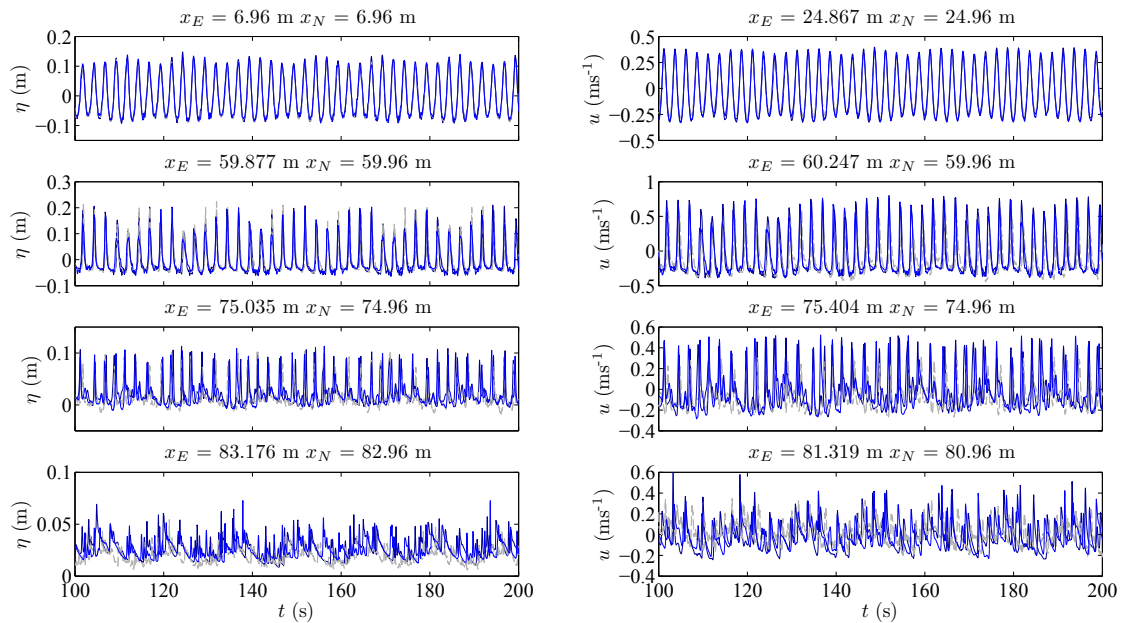 x_E = 6.96 m x_N = 6.96 m
0.2
0.1
0
−0.1
η (m)
x_E = 24.867 m x_N = 24.96 m
0.5
0.25
0
−0.25
−0.5
u (ms⁻¹)
x_E = 59.877 m x_N = 59.96 m
0.3
0.2
0.1
0
−0.1
η (m)
x_E = 60.247 m x_N = 59.96 m
1
0.5
0
−0.5
u (ms⁻¹)
x_E = 75.035 m x_N = 74.96 m
0.1
0
η (m)
x_E = 75.404 m x_N = 74.96 m
0.6
0.4
0.2
0
−0.2
−0.4
u (ms⁻¹)
x_E = 83.176 m x_N = 82.96 m
0.1
0.05
0
η (m)
100 120 140 160 180 200
t (s)
x_E = 81.319 m x_N = 80.96 m
0.6
0.4
0.2
0
−0.2
−0.4
u (ms⁻¹)
100 120 140 160 180 200
t (s)